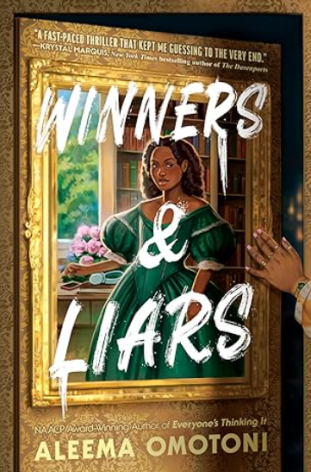 "A FAST-PACED THRILLER THAT KEPT ME GUESSING TO THE VERY END."
—KRYSTAL MARQUIS, New York Times bestselling author of The Davenports
WINNERS
&
LIARS
NAACP Award-Winning Author of Everyone's Thinking It
ALEEMA OMOTONI